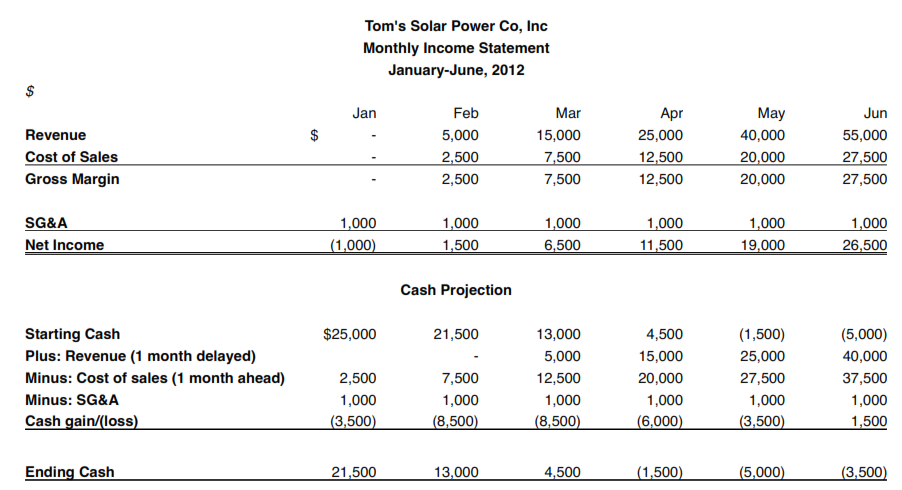 Tom's Solar Power Co, Inc
Monthly Income Statement
January-June, 2012
$
Jan Feb Mar Apr May Jun
Revenue $ - 5,000 15,000 25,000 40,000 55,000
Cost of Sales - 2,500 7,500 12,500 20,000 27,500
Gross Margin - 2,500 7,500 12,500 20,000 27,500
SG&A 1,000 1,000 1,000 1,000 1,000 1,000
Net Income (1,000) 1,500 6,500 11,500 19,000 26,500
Cash Projection
Starting Cash $25,000 21,500 13,000 4,500 (1,500) (5,000)
Plus: Revenue (1 month delayed) - 5,000 15,000 25,000 40,000
Minus: Cost of sales (1 month ahead) 2,500 7,500 12,500 20,000 27,500 37,500
Minus: SG&A 1,000 1,000 1,000 1,000 1,000 1,000
Cash gain/(loss) (3,500) (8,500) (8,500) (6,000) (3,500) 1,500
Ending Cash 21,500 13,000 4,500 (1,500) (5,000) (3,500)